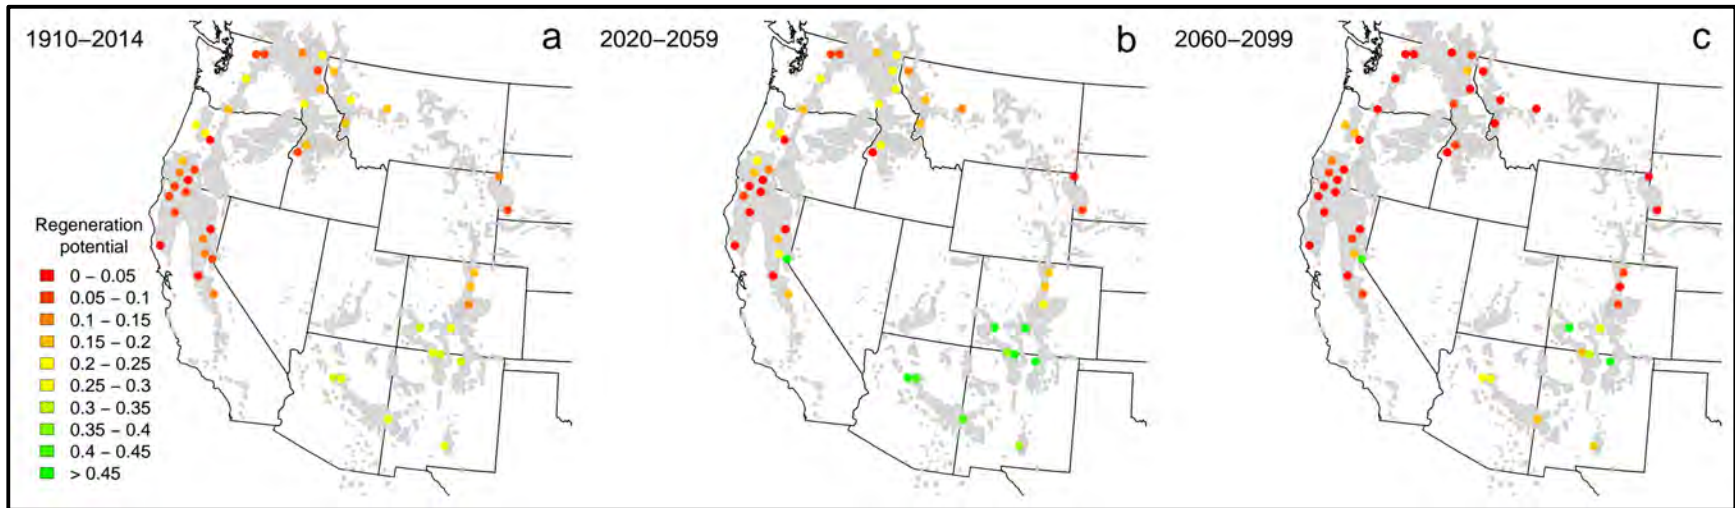 1910–2014
a
2020–2059
b
2060–2099
c
Regeneration
potential
0 – 0.05
0.05 – 0.1
0.1 – 0.15
0.15 – 0.2
0.2 – 0.25
0.25 – 0.3
0.3 – 0.35
0.35 – 0.4
0.4 – 0.45
> 0.45